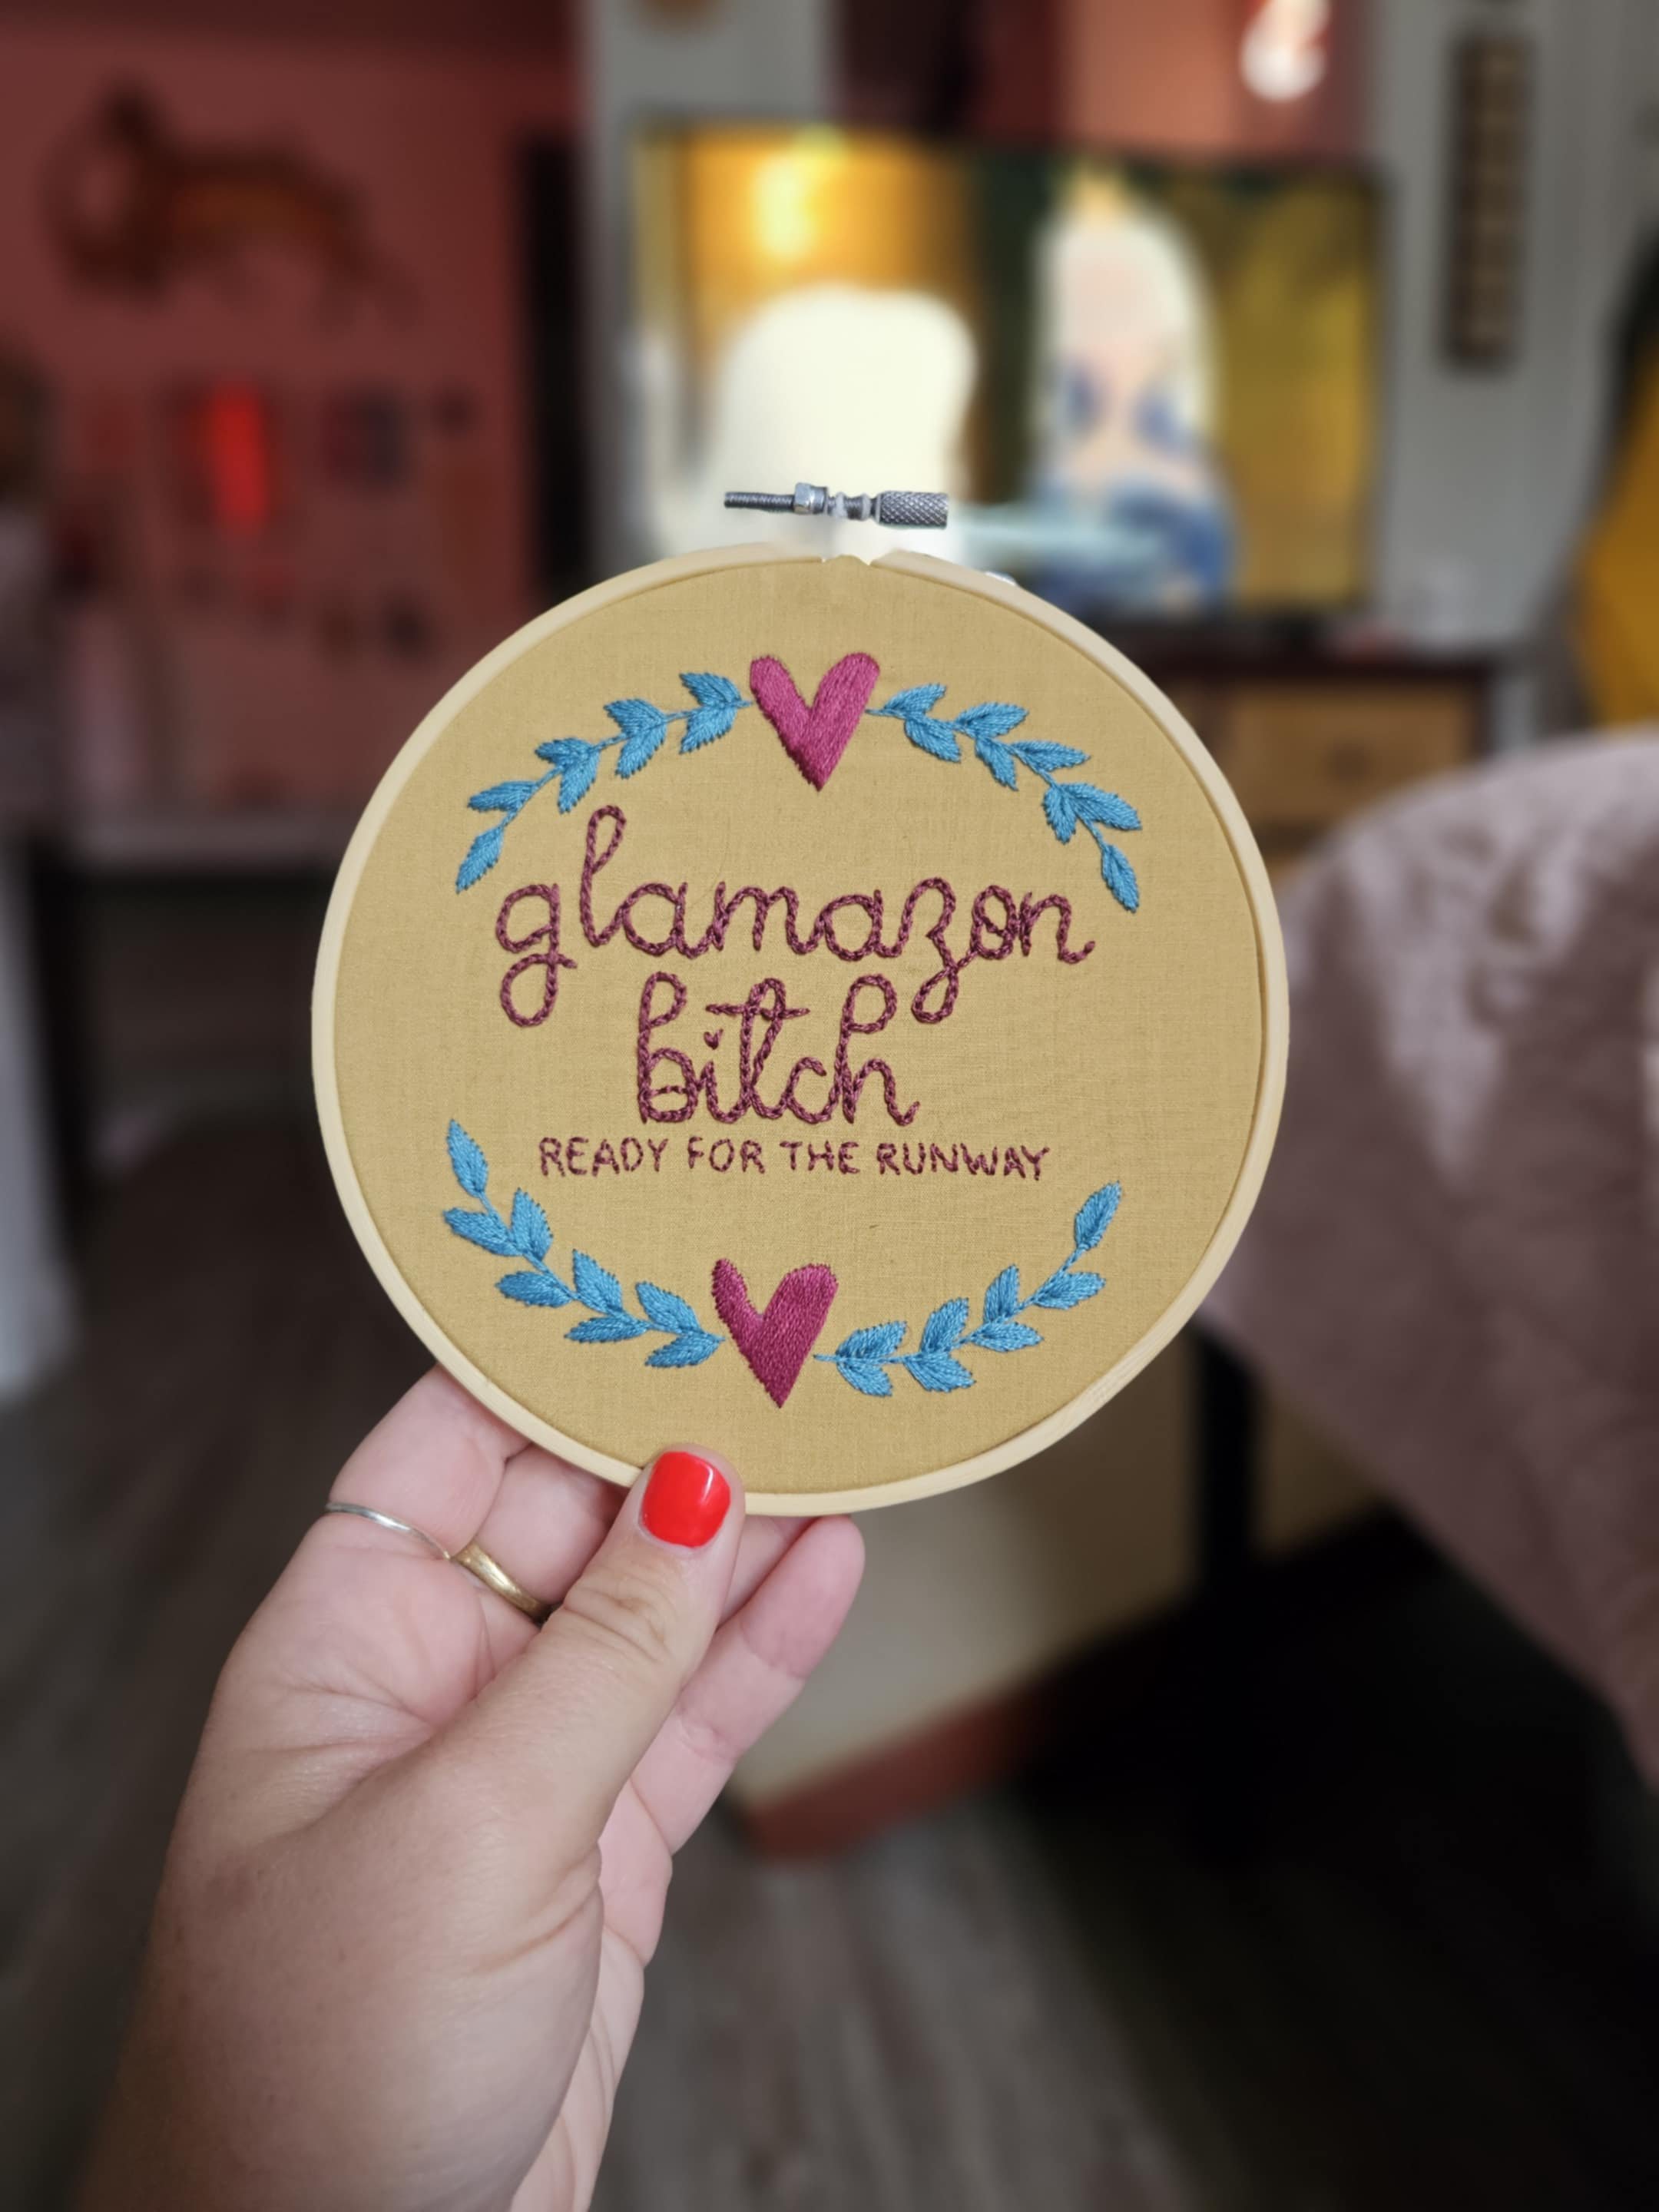 glamazon
bitch
READY FOR THE RUNWAY